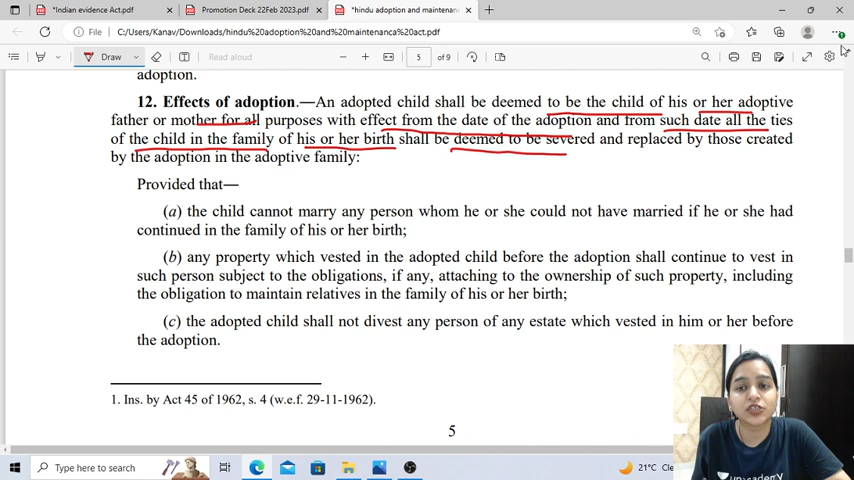 *Indian evidence Act.pdf
Promotion Deck 22Feb 2023.pdf
*hindu adoption and maintenanc
File
C:/Users/Kanav/Downloads/hindu%20adoption%20and%20maintenanca%20act.pdf
Draw
Read aloud
5
of 9
adoption.
12. Effects of adoption.—An adopted child shall be deemed to be the child of his or her adoptive
father or mother for all purposes with effect from the date of the adoption and from such date all the ties
of the child in the family of his or her birth shall be deemed to be severed and replaced by those created
by the adoption in the adoptive family:
Provided that—
(a) the child cannot marry any person whom he or she could not have married if he or she had
continued in the family of his or her birth;
(b) any property which vested in the adopted child before the adoption shall continue to vest in
such person subject to the obligations, if any, attaching to the ownership of such property, including
the obligation to maintain relatives in the family of his or her birth;
(c) the adopted child shall not divest any person of any estate which vested in him or her before
the adoption.
1. Ins. by Act 45 of 1962, s. 4 (w.e.f. 29-11-1962).
5
Type here to search
21°C